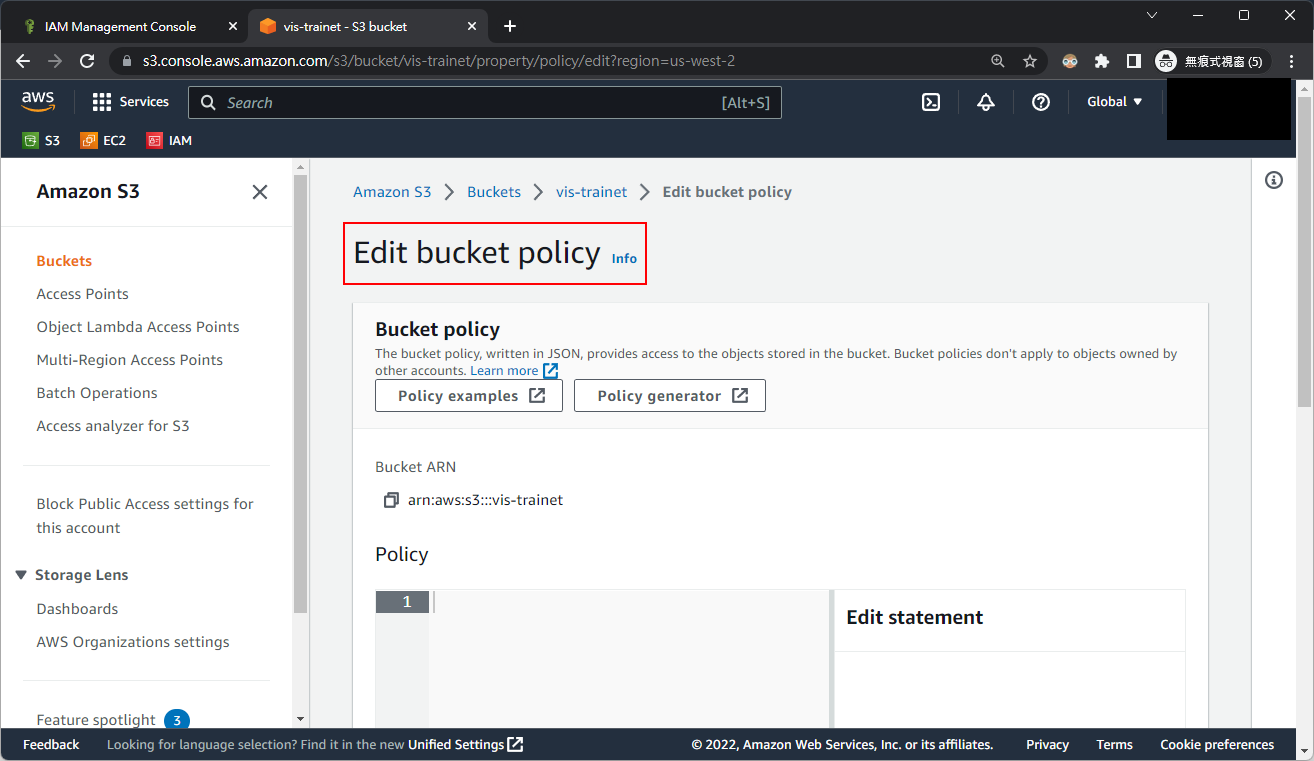 IAM Management Console
vis-trainet - S3 bucket
s3.console.aws.amazon.com/s3/bucket/vis-trainet/property/policy/edit?region=us-west-2
無痕式視窗 (5)
aws
Services
Search
[Alt+S]
Global
S3
EC2
IAM
Amazon S3
Buckets
Access Points
Object Lambda Access Points
Multi-Region Access Points
Batch Operations
Access analyzer for S3
Block Public Access settings for
this account
Storage Lens
Dashboards
AWS Organizations settings
Feature spotlight 3
Amazon S3 > Buckets > vis-trainet > Edit bucket policy
Edit bucket policy Info
Bucket policy
The bucket policy, written in JSON, provides access to the objects stored in the bucket. Bucket policies don't apply to objects owned by
other accounts. Learn more
Policy examples
Policy generator
Bucket ARN
arn:aws:s3:::vis-trainet
Policy
1
Edit statement
Feedback
Looking for language selection? Find it in the new Unified Settings
© 2022, Amazon Web Services, Inc. or its affiliates.
Privacy
Terms
Cookie preferences